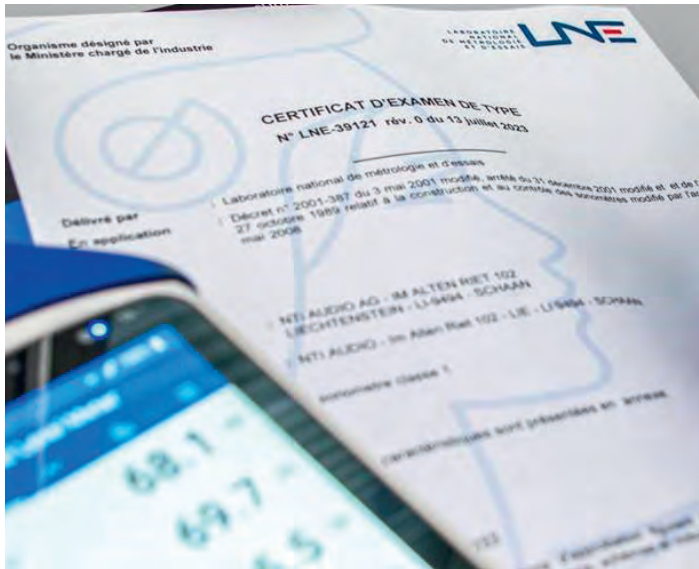 Organisme désigné par
le Ministère chargé de l'industrie
LABORATOIRE
NATIONAL
DE MÉTROLOGIE
ET D'ESSAIS
LNE
CERTIFICAT D'EXAMEN DE TYPE
N° LNE-39121 rév. 0 du 13 juillet 2023
Délivré par : Laboratoire national de métrologie et d'essais
En application : Décret n° 2001-387 du 3 mai 2001 modifié, arrêté du 31 décembre 2001 modifié et et de l'
27 octobre 1989 relatif à la construction et au contrôle des sonomètres modifié par l'arr
mai 2008
: NTI AUDIO AG - IM ALTEN RIET 102
LIECHTENSTEIN - LI-9494 - SCHAAN
: NTI AUDIO - Im Alten Riet 102 - LIE - LI-9494 - SCHAAN
sonomètre classe 1
caractéristiques sont présentées en annexe
68.1
69.7